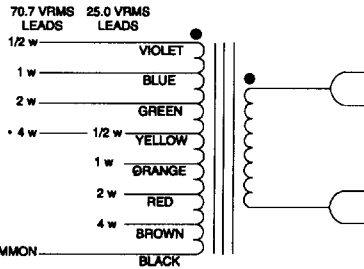 70.7 VRMS 25.0 VRMS
LEADS LEADS
1/2 w VIOLET
1 w BLUE
2 w GREEN
• 4 w 1/2 w YELLOW
1 w ORANGE
2 w RED
4 w BROWN
MMON BLACK